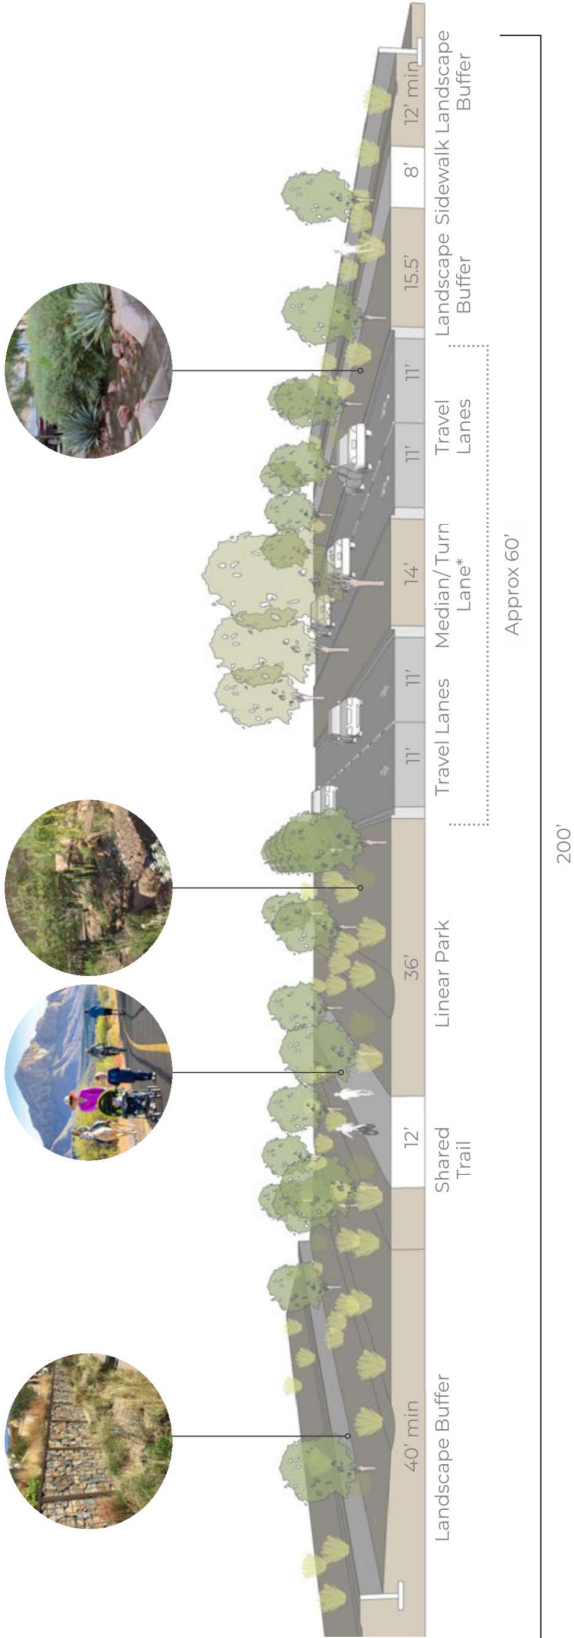 40' min
12'
36'
11'
11'
14'
11'
11'
15.5'
8'
12' min
Landscape Buffer
Shared
Trail
Linear Park
Travel Lanes
Median/ Turn
Lane*
Travel
Lanes
Landscape
Buffer
Sidewalk
Landscape
Buffer
Approx 60'
200'